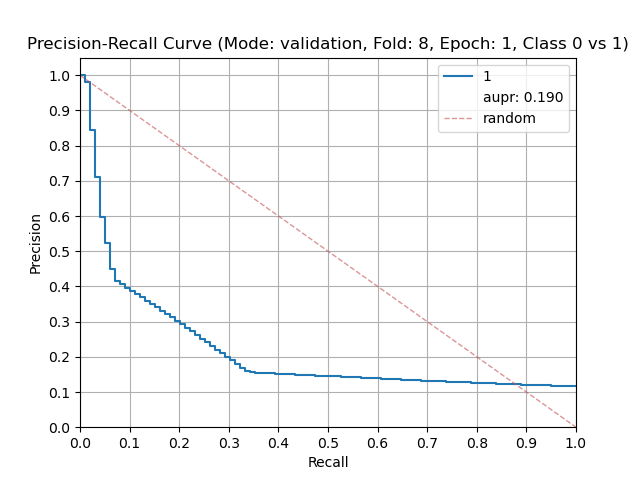 Precision-Recall Curve (Mode: validation, Fold: 8, Epoch: 1, Class 0 vs 1)
1
aupr: 0.190
random
Precision
1.0
0.9
0.8
0.7
0.6
0.5
0.4
0.3
0.2
0.1
0.0
0.0 0.1 0.2 0.3 0.4 0.5 0.6 0.7 0.8 0.9 1.0
Recall